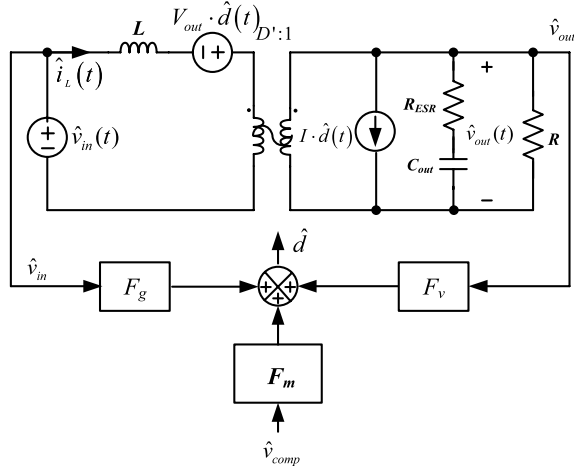 V_out · d̂(t)
D':1
v̂_out
L
î_L(t)
+
R_ESR
v̂_in(t)
I · d̂(t)
v̂_out(t)
R
C_out
−
d̂
v̂_in
F_g
F_v
F_m
v̂_comp